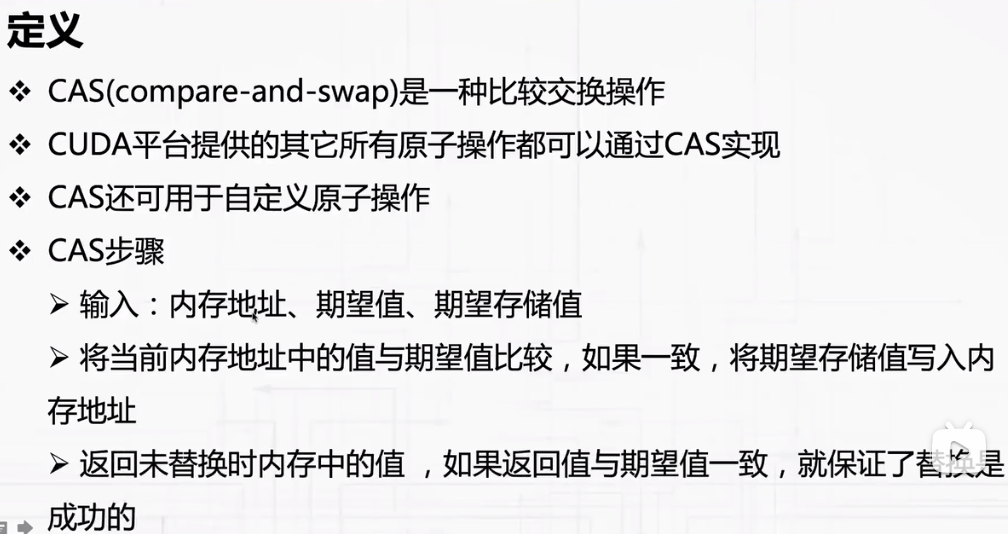 定义
❖ CAS(compare-and-swap)是一种比较交换操作
❖ CUDA平台提供的其它所有原子操作都可以通过CAS实现
❖ CAS还可用于自定义原子操作
❖ CAS步骤
➢ 输入：内存地址、期望值、期望存储值
➢ 将当前内存地址中的值与期望值比较，如果一致，将期望存储值写入内
存地址
➢ 返回未替换时内存中的值 ，如果返回值与期望值一致，就保证了替换是
成功的